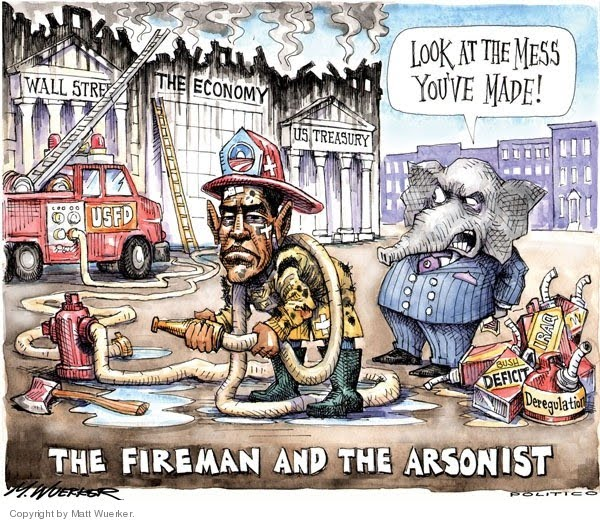 LOOK AT THE MESS
YOU'VE MADE!
WALL STREE
THE ECONOMY
U.S. TREASURY
USFD
IRAQ
BUSH
DEFICIT
Deregulation
THE FIREMAN AND THE ARSONIST
M. WUERKER
POLITICO
Copyright by Matt Wuerker.